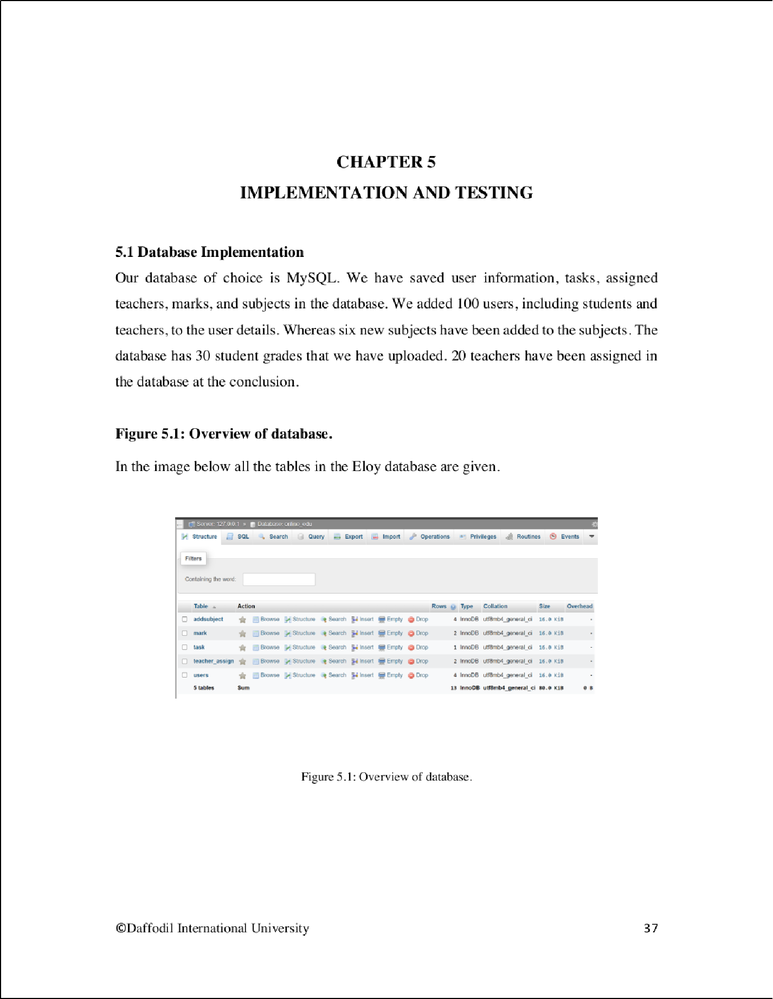 CHAPTER 5
IMPLEMENTATION AND TESTING
5.1 Database Implementation
Our database of choice is MySQL. We have saved user information, tasks, assigned
teachers, marks, and subjects in the database. We added 100 users, including students and
teachers, to the user details. Whereas six new subjects have been added to the subjects. The
database has 30 student grades that we have uploaded. 20 teachers have been assigned in
the database at the conclusion.
Figure 5.1: Overview of database.
In the image below all the tables in the Eloy database are given.
Server: 127.0.0.1 » Database: online_edu
Structure SQL Search Query Export Import Operations Privileges Routines Events
Filters
Containing the word:
Table Action Rows Type Collation Size Overhead
addsubject Browse Structure Search Insert Empty Drop 4 InnoDB utf8mb4_general_ci 16.0 KiB -
mark Browse Structure Search Insert Empty Drop 2 InnoDB utf8mb4_general_ci 16.0 KiB -
task Browse Structure Search Insert Empty Drop 1 InnoDB utf8mb4_general_ci 16.0 KiB -
teacher_assign Browse Structure Search Insert Empty Drop 2 InnoDB utf8mb4_general_ci 16.0 KiB -
users Browse Structure Search Insert Empty Drop 4 InnoDB utf8mb4_general_ci 16.0 KiB -
5 tables Sum 13 InnoDB utf8mb4_general_ci 80.0 KiB 0 B
Figure 5.1: Overview of database.
©Daffodil International University 37